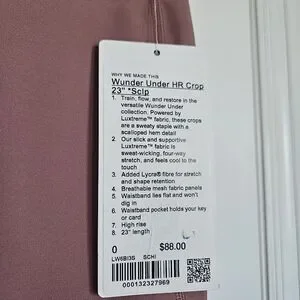 WHY WE MADE THIS
Wunder Under HR Crop
23" *Sclp
1. Train, flow, and restore in the
versatile Wunder Under
collection. Powered by
Luxtreme™ fabric, these crops
are a sweaty staple with a
scalloped hem detail
2. Our slick and supportive
Luxtreme™ fabric is
sweat-wicking, four-way
stretch, and feels cool to the
touch
3. Added Lycra® fibre for stretch
and shape retention
4. Breathable mesh fabric panels
5. Waistband lies flat and won't
dig in
6. Waistband pocket holds your key
or card
7. High rise
8. 23" length
0 $88.00
LW6BI3S SCHI
000132327969